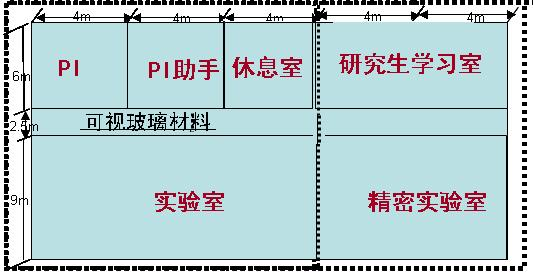 4m 4m 4m 4m 4m
6m
PI PI助手 休息室 研究生学习室
2.5m
可视玻璃材料
9m
实验室 精密实验室